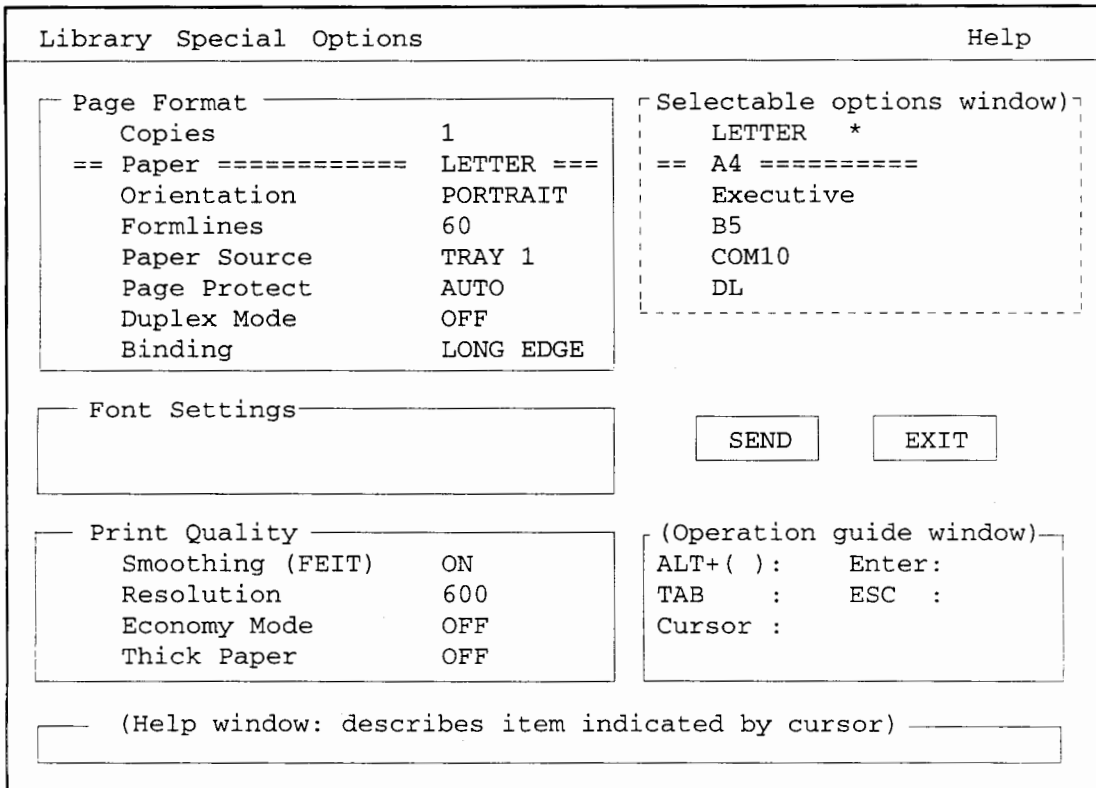 Library Special Options Help
Page Format
Copies 1
== Paper ============ LETTER ===
Orientation PORTRAIT
Formlines 60
Paper Source TRAY 1
Page Protect AUTO
Duplex Mode OFF
Binding LONG EDGE
Selectable options window)
LETTER *
== A4 ==========
Executive
B5
COM10
DL
Font Settings
SEND EXIT
Print Quality
Smoothing (FEIT) ON
Resolution 600
Economy Mode OFF
Thick Paper OFF
(Operation guide window)
ALT+( ): Enter:
TAB : ESC :
Cursor :
(Help window: describes item indicated by cursor)